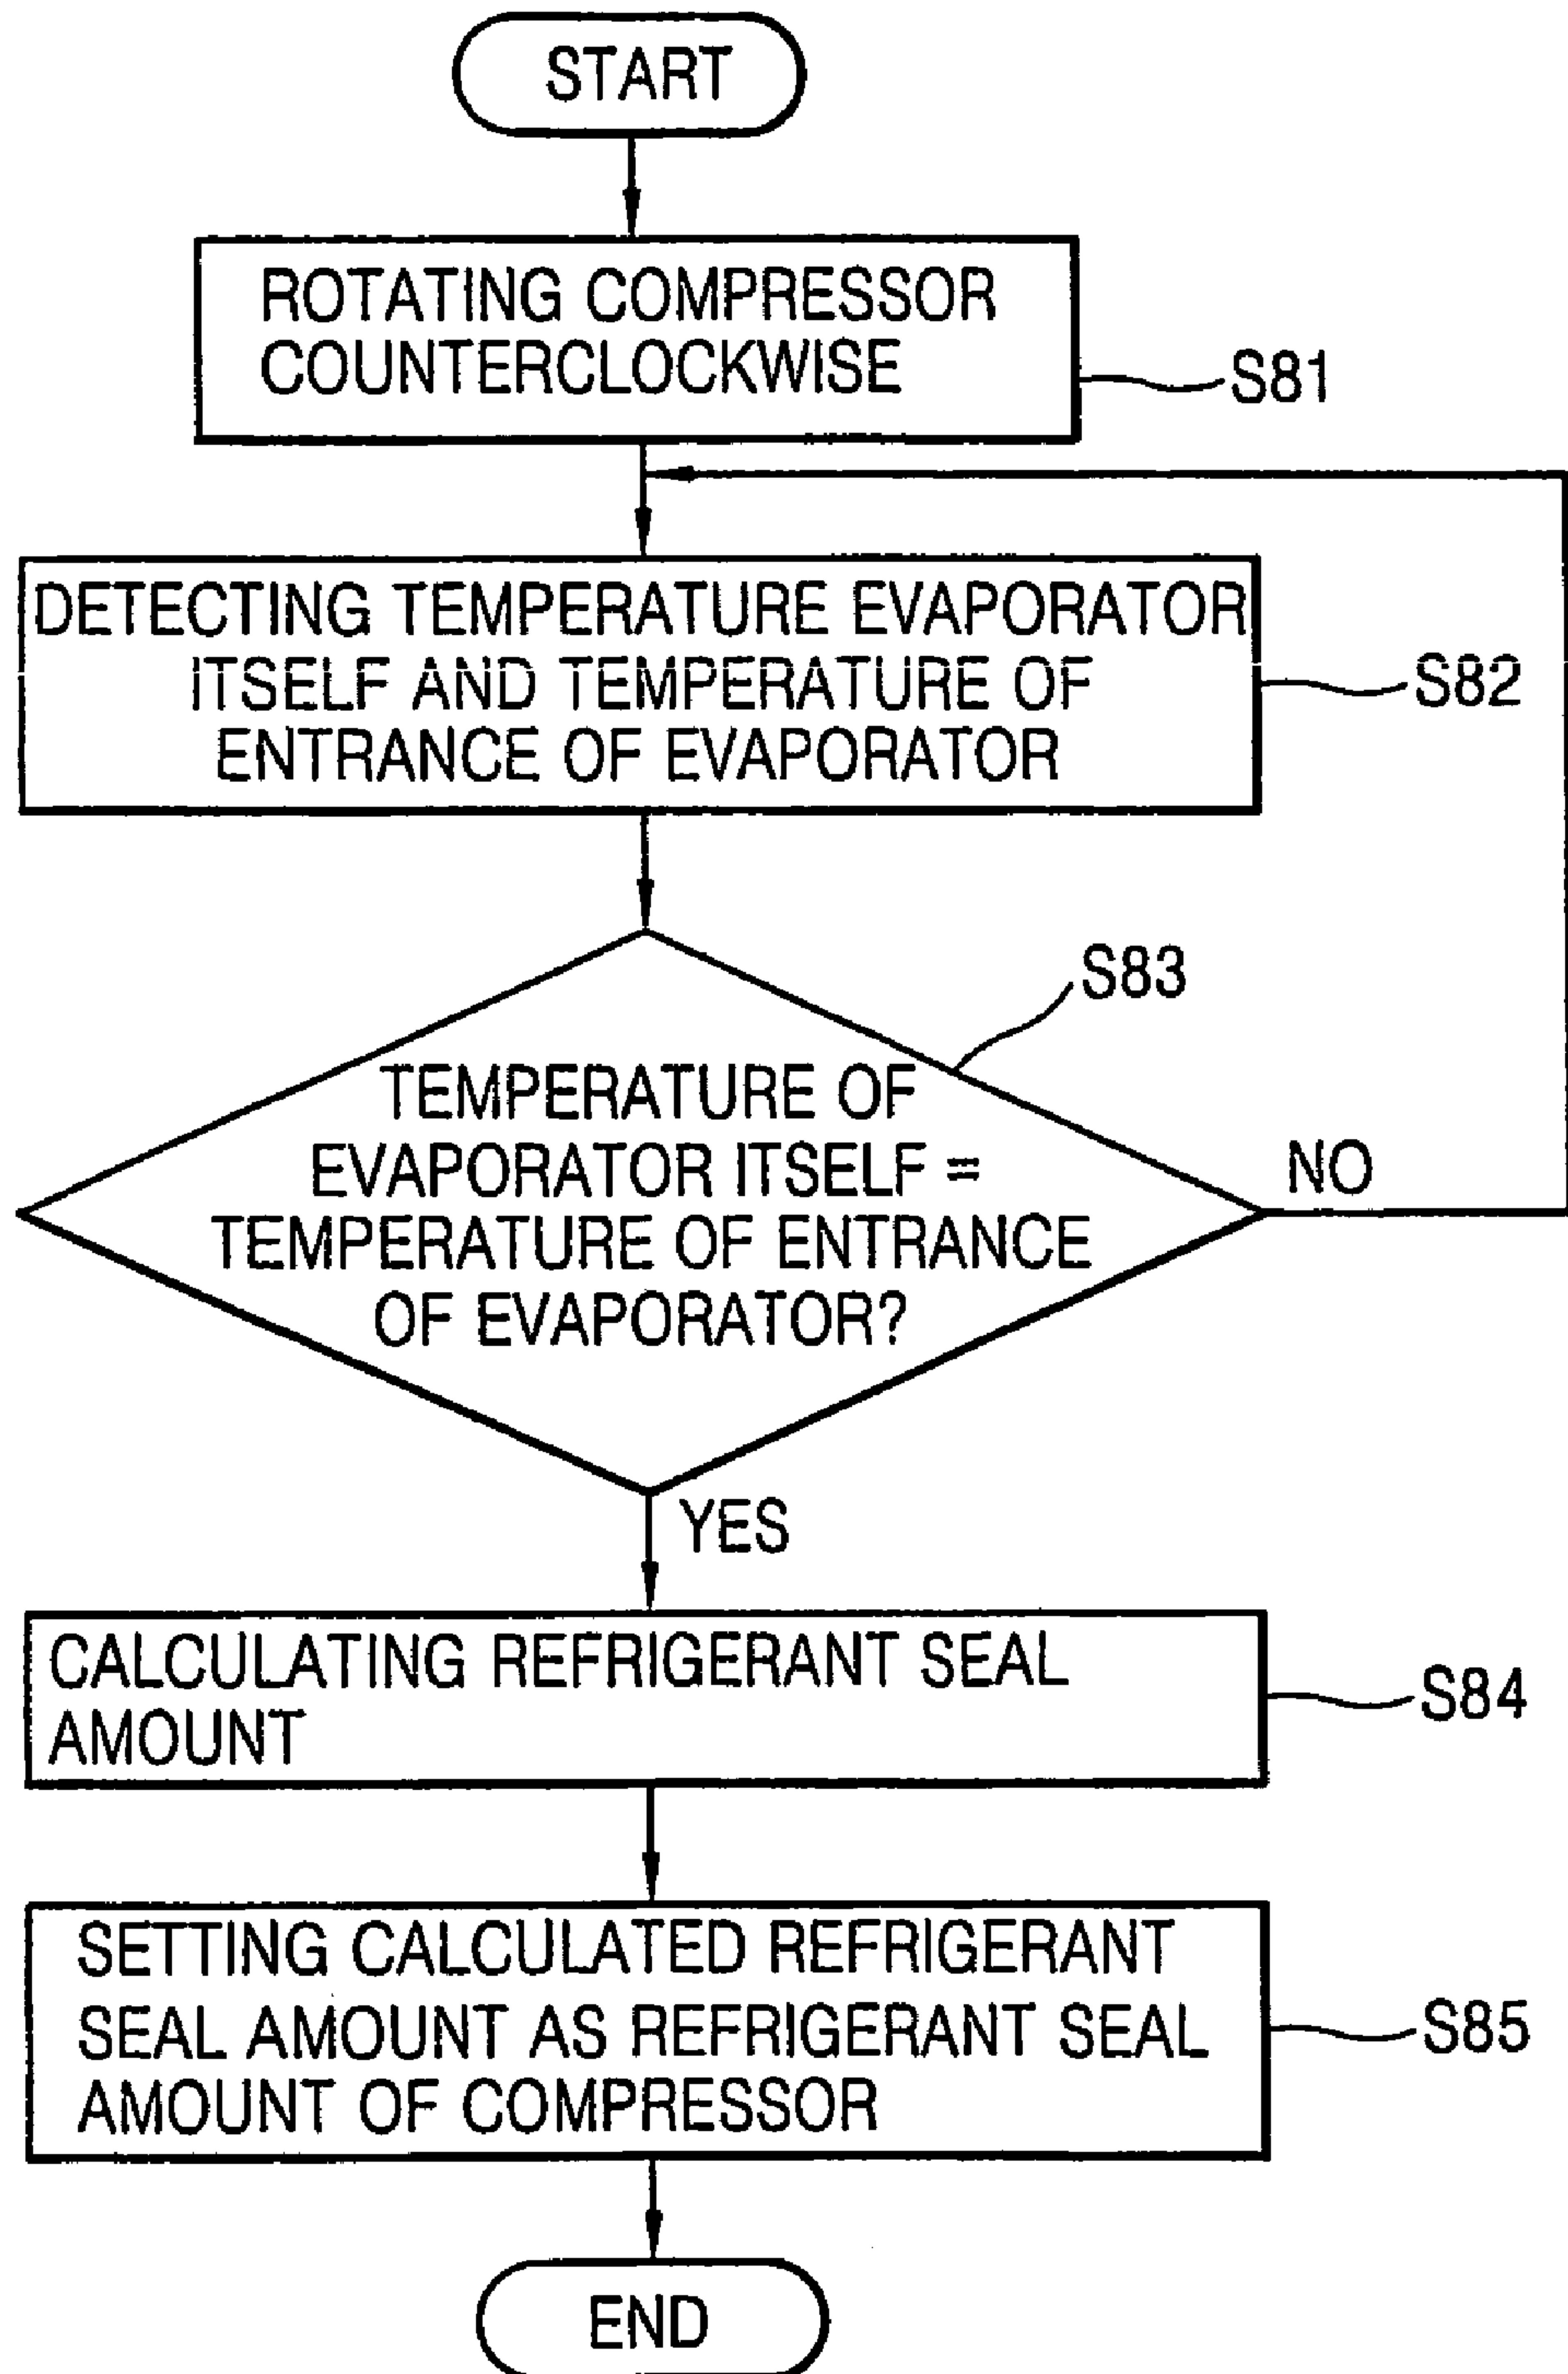 START
ROTATING COMPRESSOR
COUNTERCLOCKWISE
S81
DETECTING TEMPERATURE EVAPORATOR
ITSELF AND TEMPERATURE OF
ENTRANCE OF EVAPORATOR
S82
S83
TEMPERATURE OF
EVAPORATOR ITSELF =
TEMPERATURE OF ENTRANCE
OF EVAPORATOR?
NO
YES
CALCULATING REFRIGERANT SEAL
AMOUNT
S84
SETTING CALCULATED REFRIGERANT
SEAL AMOUNT AS REFRIGERANT SEAL
AMOUNT OF COMPRESSOR
S85
END